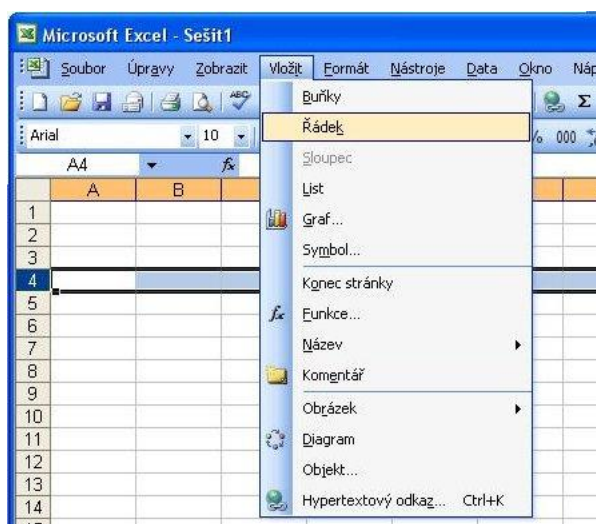 Microsoft Excel - Sešit1
Soubor Úpravy Zobrazit Vložit Formát Nástroje Data Okno Náp
Arial 10 % 000
A4 fx
A B
1
2
3
4
5
6
7
8
9
10
11
12
13
14
Buňky
Řádek
Sloupec
List
Graf...
Symbol...
Konec stránky
Funkce...
Název
Komentář
Obrázek
Diagram
Objekt...
Hypertextový odkaz... Ctrl+K